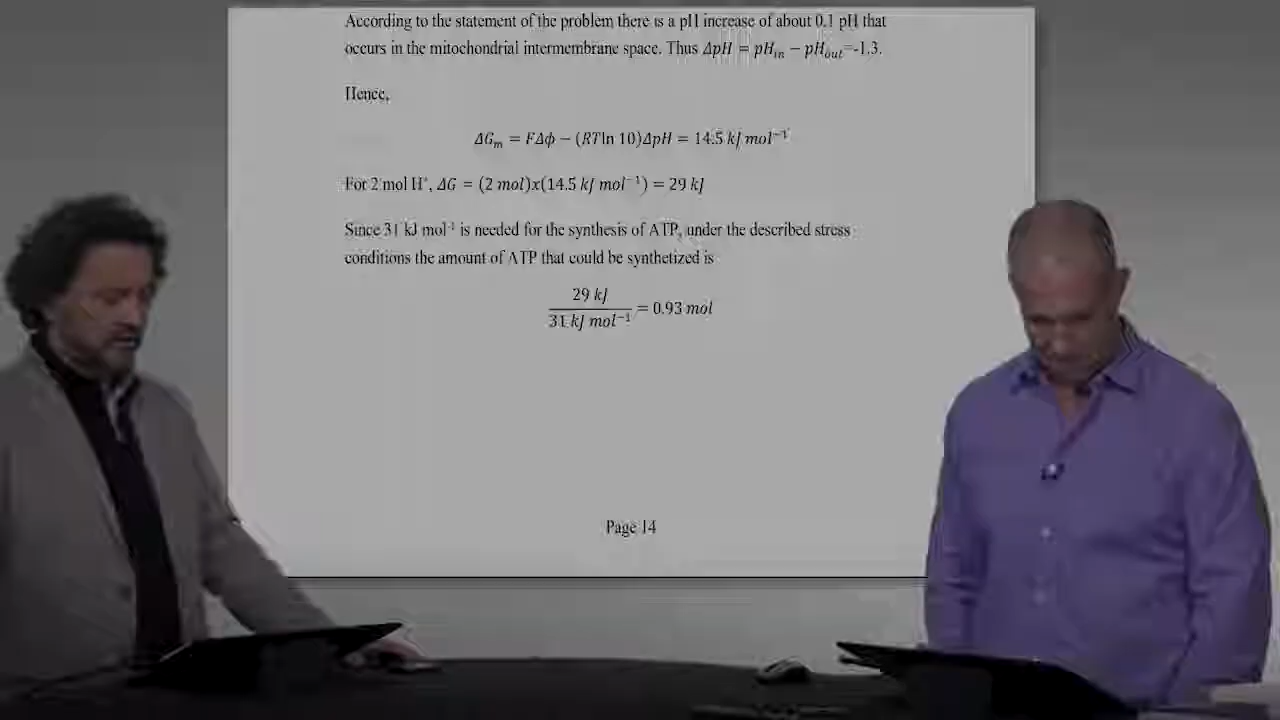 According to the statement of the problem there is a pH increase of about 0.1 pH that
occurs in the mitochondrial intermembrane space. Thus ΔpH = pH_in − pH_out=-1.3.
Hence,
ΔG_m = FΔϕ − (RT ln 10)ΔpH = 14.5 kJ mol⁻¹
For 2 mol H⁺, ΔG = (2 mol)x(14.5 kJ mol⁻¹) = 29 kJ
Since 31 kJ mol⁻¹ is needed for the synthesis of ATP, under the described stress
conditions the amount of ATP that could be synthetized is
29 kJ
31 kJ mol⁻¹ = 0.93 mol
Page 14